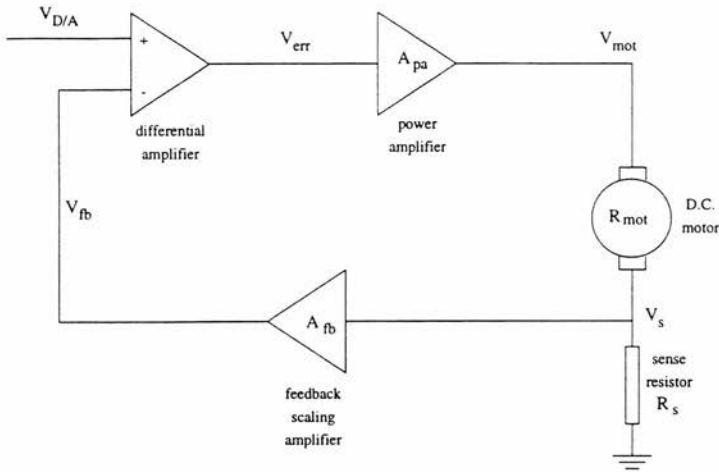 V_D/A
+
-
differential
amplifier
V_err
A_pa
power
amplifier
V_mot
R_mot
D.C.
motor
V_fb
A_fb
feedback
scaling
amplifier
V_s
sense
resistor
R_s